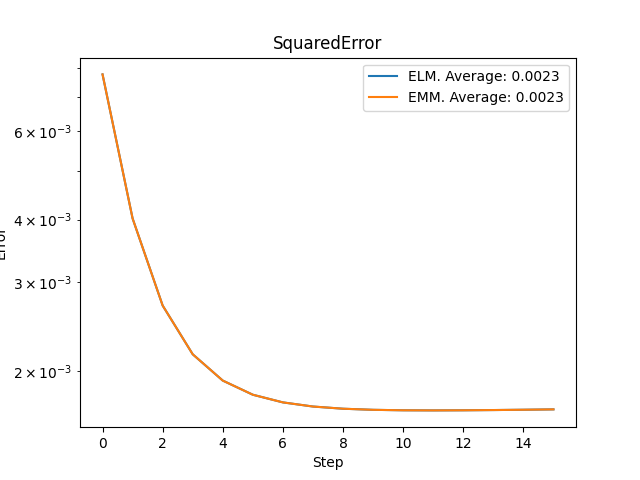 SquaredError
ELM. Average: 0.0023
EMM. Average: 0.0023
6 × 10⁻³
4 × 10⁻³
3 × 10⁻³
2 × 10⁻³
Error
0 2 4 6 8 10 12 14
Step